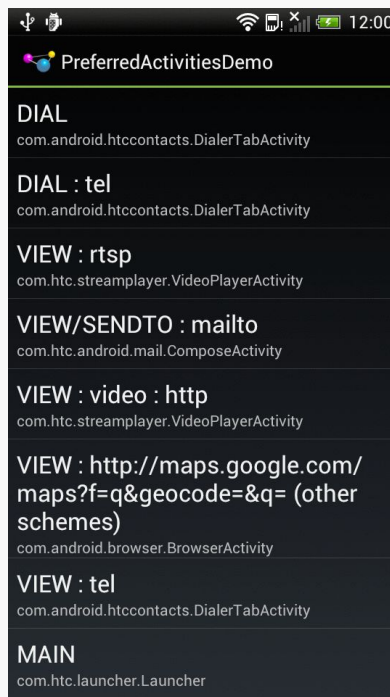 12:00
PreferredActivitiesDemo
DIAL
com.android.htccontacts.DialerTabActivity
DIAL : tel
com.android.htccontacts.DialerTabActivity
VIEW : rtsp
com.htc.streamplayer.VideoPlayerActivity
VIEW/SENDTO : mailto
com.htc.android.mail.ComposeActivity
VIEW : video : http
com.htc.streamplayer.VideoPlayerActivity
VIEW : http://maps.google.com/
maps?f=q&geocode=&q= (other
schemes)
com.android.browser.BrowserActivity
VIEW : tel
com.android.htccontacts.DialerTabActivity
MAIN
com.htc.launcher.Launcher